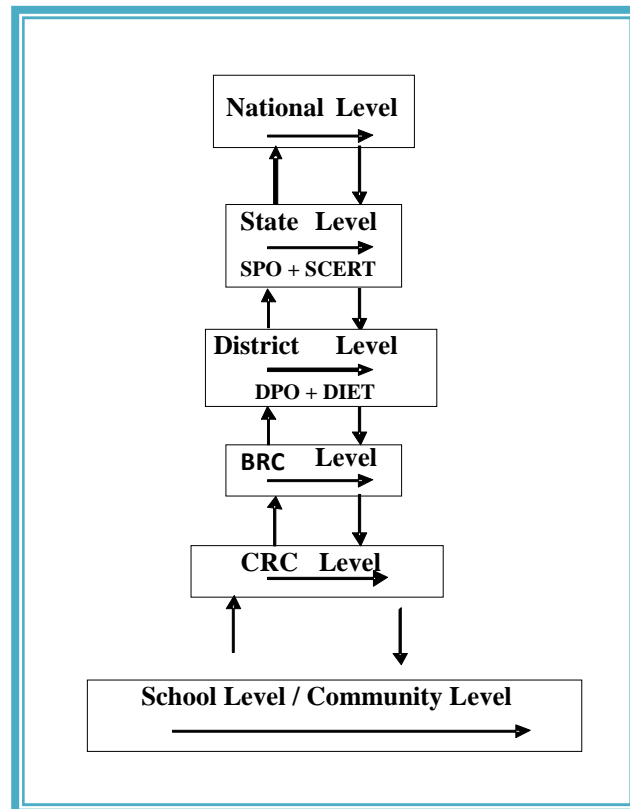 National Level
State Level
SPO + SCERT
District Level
DPO + DIET
BRC Level
CRC Level
School Level / Community Level